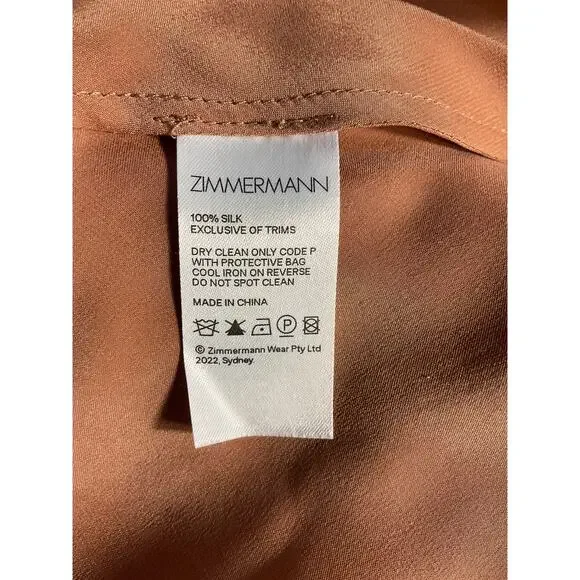 ZIMMERMANN
100% SILK
EXCLUSIVE OF TRIMS
DRY CLEAN ONLY CODE P
WITH PROTECTIVE BAG
COOL IRON ON REVERSE
DO NOT SPOT CLEAN
MADE IN CHINA
P
© Zimmermann Wear Pty Ltd
2022, Sydney.